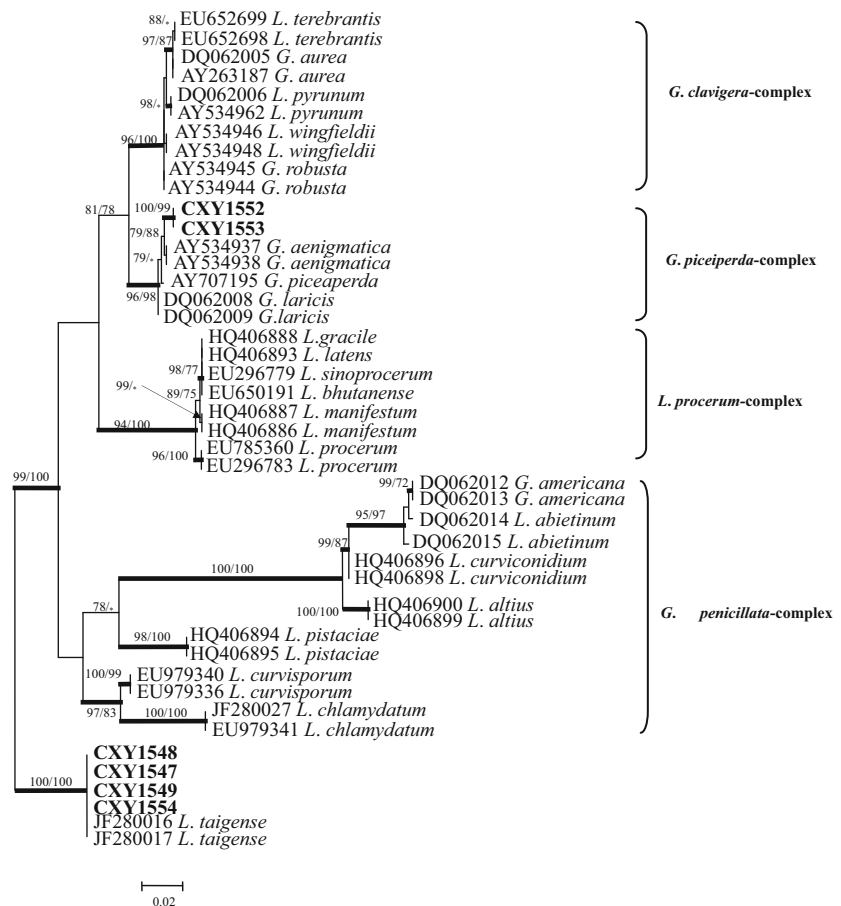 88/*
EU652699 L. terebrantis
97/87
EU652698 L. terebrantis
DQ062005 G. aurea
AY263187 G. aurea
98/*
DQ062006 L. pyrunum
AY534962 L. pyrunum
AY534946 L. wingfieldii
96/100
AY534948 L. wingfieldii
AY534945 G. robusta
AY534944 G. robusta
G. clavigera-complex
81/78
100/99
CXY1552
CXY1553
79/88
AY534937 G. aenigmatica
79/*
AY534938 G. aenigmatica
AY707195 G. piceaperda
96/98
DQ062008 G. laricis
DQ062009 G.laricis
G. piceiperda-complex
HQ406888 L.gracile
HQ406893 L. latens
98/77
EU296779 L. sinoprocerum
99/*
89/75
EU650191 L. bhutanense
HQ406887 L. manifestum
94/100
HQ406886 L. manifestum
EU785360 L. procerum
96/100
EU296783 L. procerum
L. procerum-complex
99/100
99/72
DQ062012 G. americana
DQ062013 G. americana
95/97
DQ062014 L. abietinum
DQ062015 L. abietinum
99/87
HQ406896 L. curviconidium
100/100
HQ406898 L. curviconidium
100/100
HQ406900 L. altius
HQ406899 L. altius
78/*
98/100
HQ406894 L. pistaciae
HQ406895 L. pistaciae
100/99
EU979340 L. curvisporum
EU979336 L. curvisporum
97/83
100/100
JF280027 L. chlamydatum
EU979341 L. chlamydatum
G. penicillata-complex
CXY1548
CXY1547
100/100
CXY1549
CXY1554
JF280016 L. taigense
JF280017 L. taigense
0.02